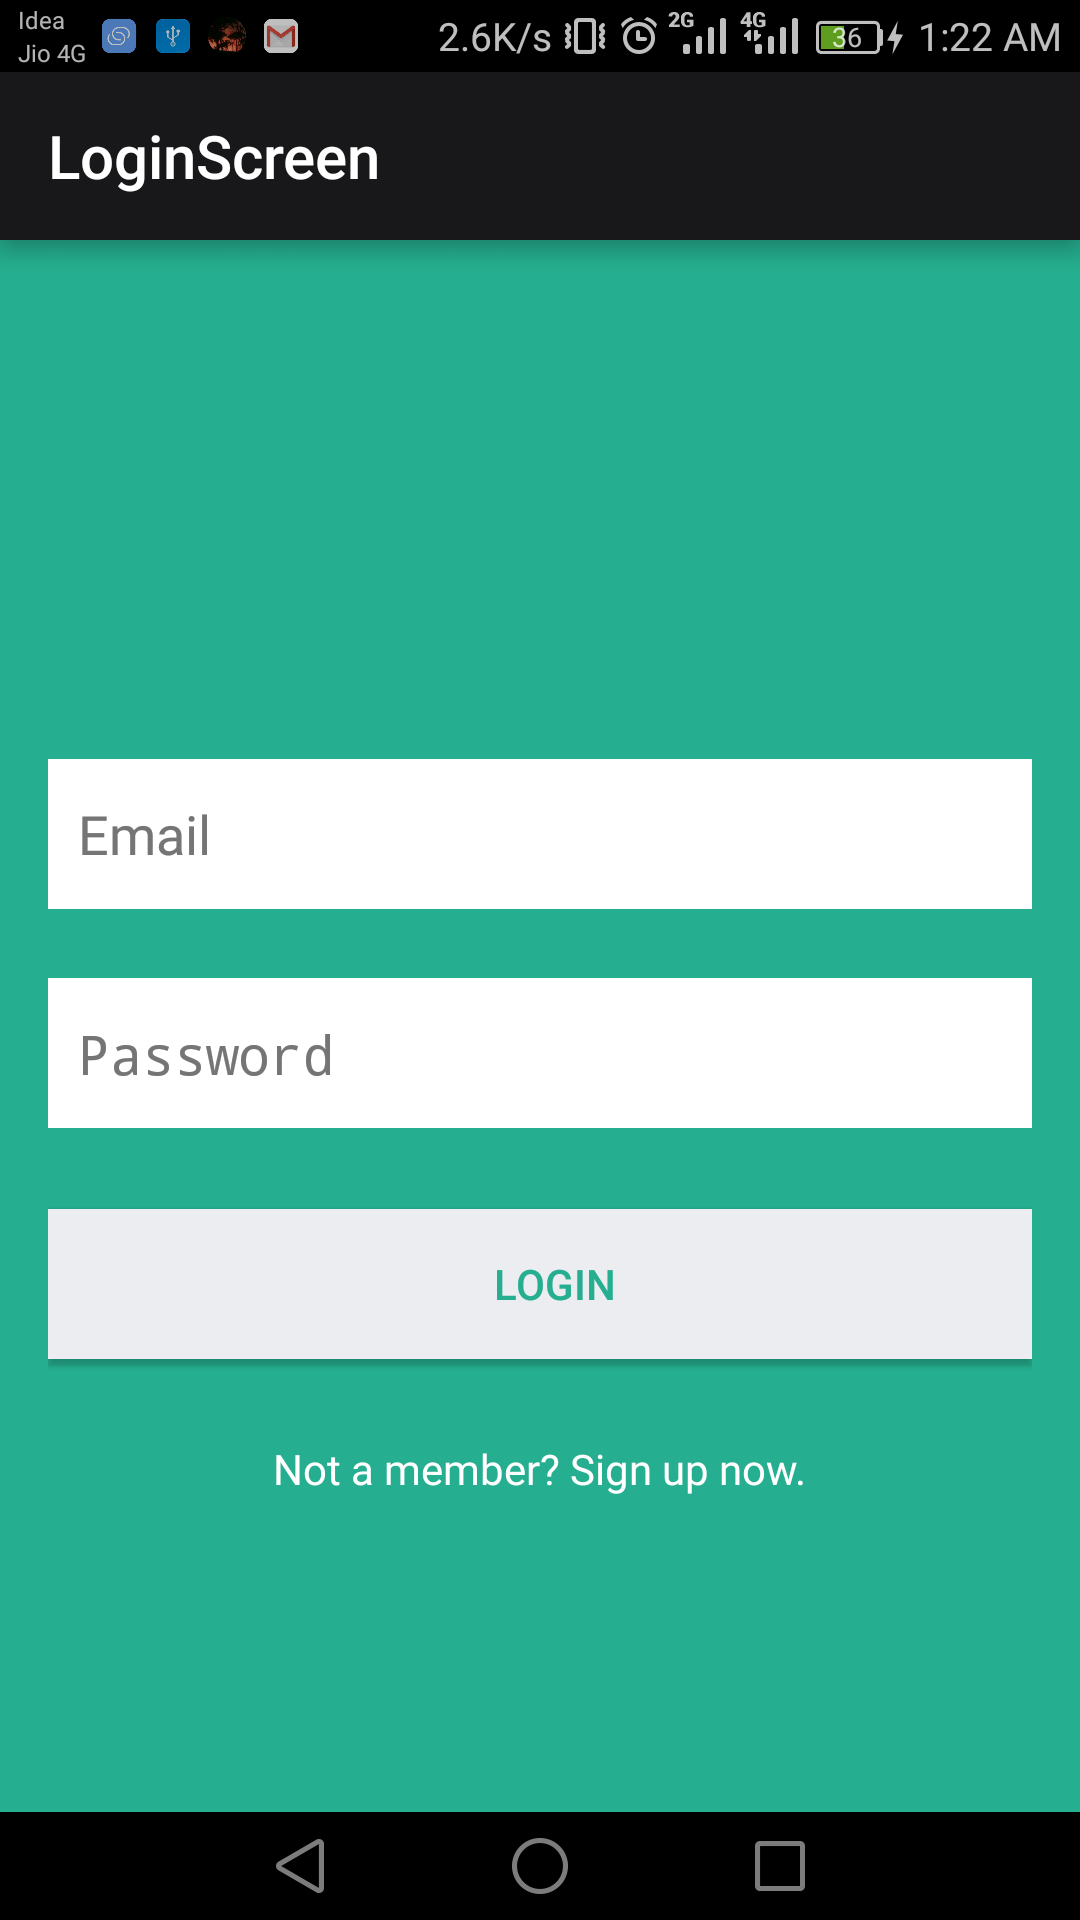 Idea
Jio 4G
2.6K/s 2G 4G 36 1:22 AM
LoginScreen
Email
Password
LOGIN
Not a member? Sign up now.